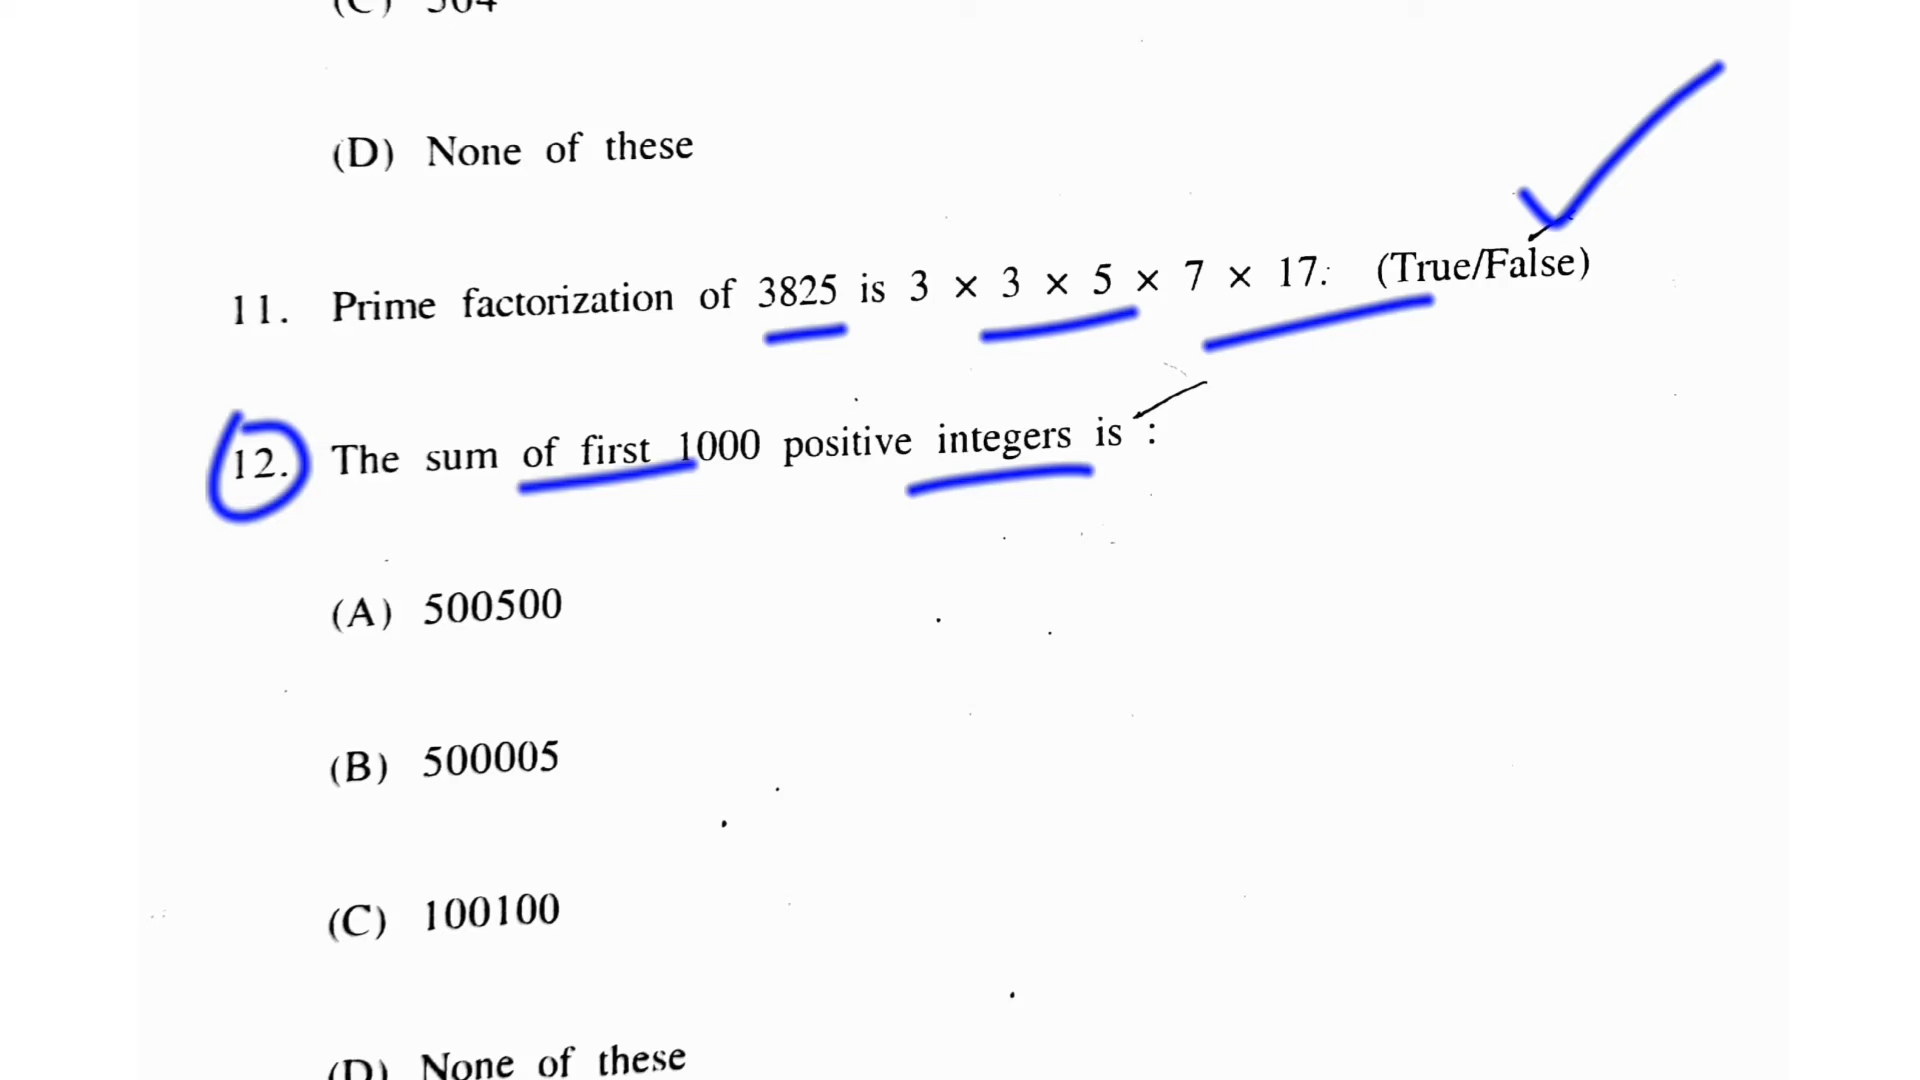 (C) 504
(D) None of these
11. Prime factorization of 3825 is 3 × 3 × 5 × 7 × 17. (True/False)
12. The sum of first 1000 positive integers is :
(A) 500500
(B) 500005
(C) 100100
(D) None of these